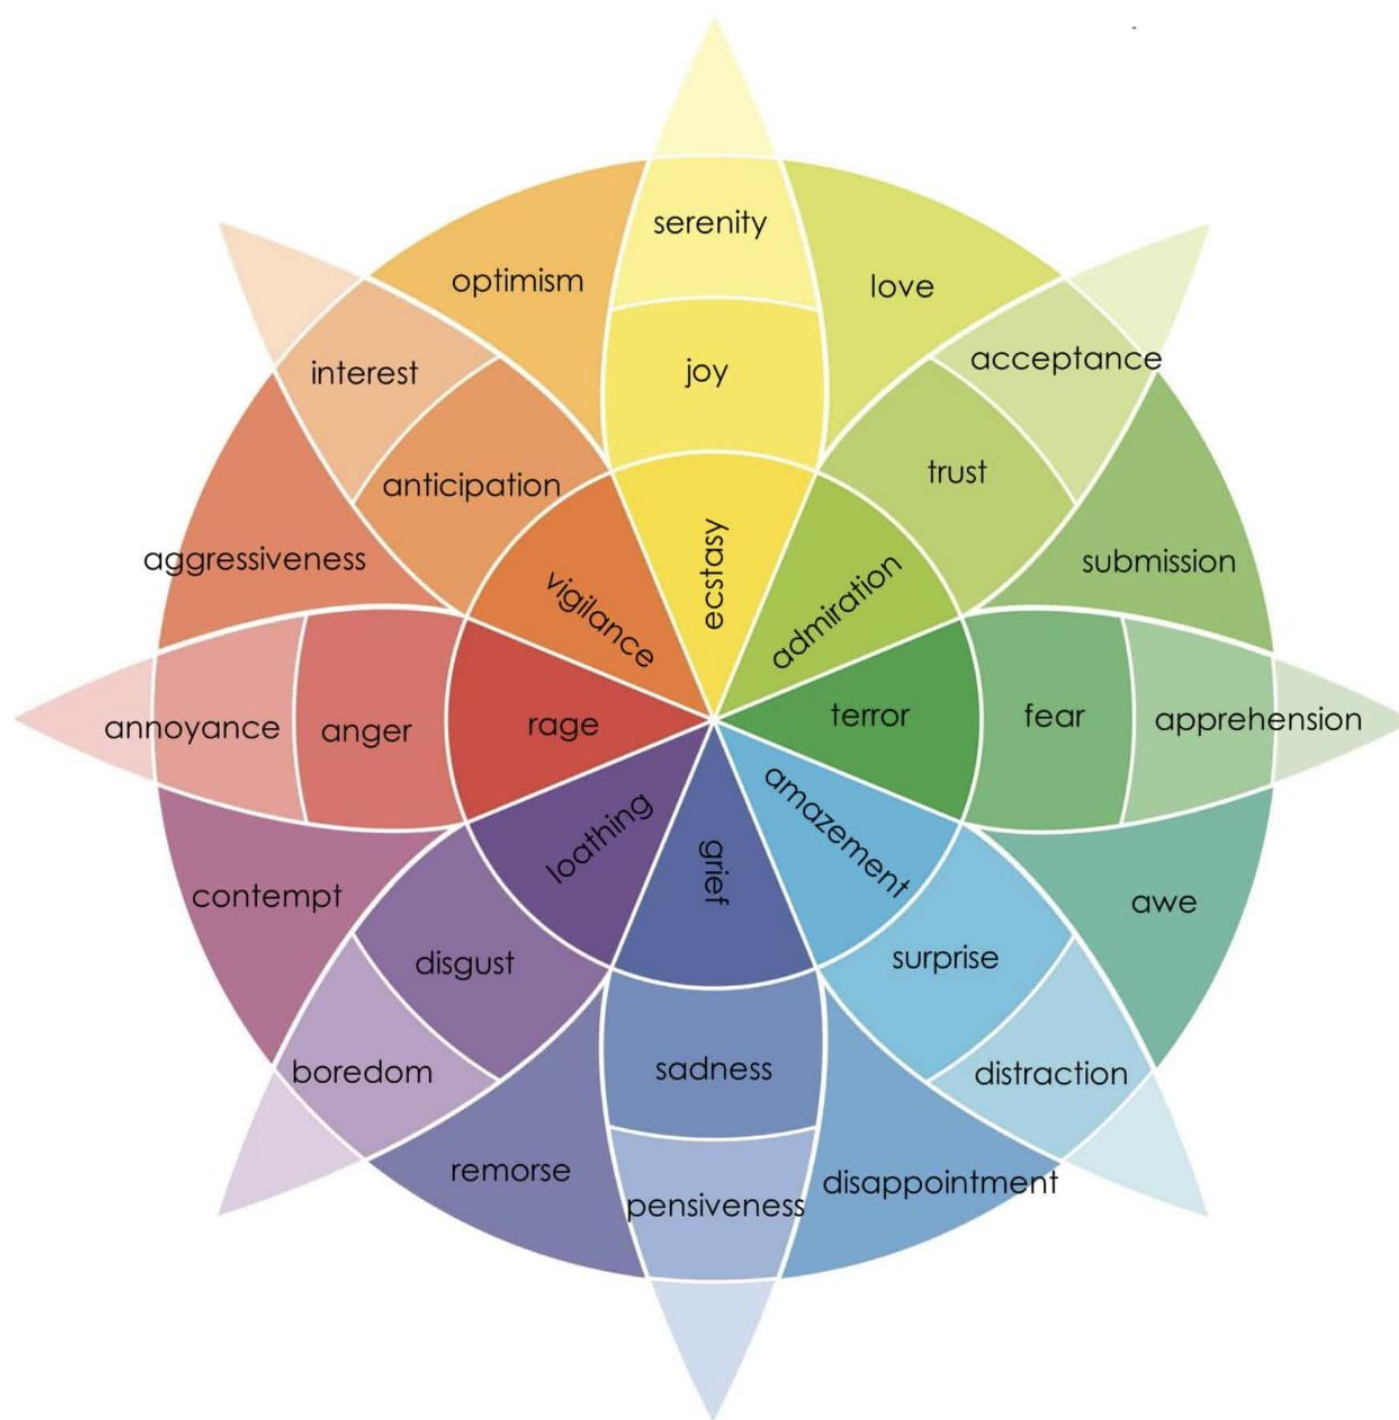 serenity
optimism
love
acceptance
interest
joy
trust
anticipation
ecstasy
aggressiveness
submission
vigilance
admiration
annoyance
anger
rage
terror
fear
apprehension
loathing
grief
amazement
contempt
awe
disgust
surprise
boredom
sadness
distraction
remorse
pensiveness
disappointment